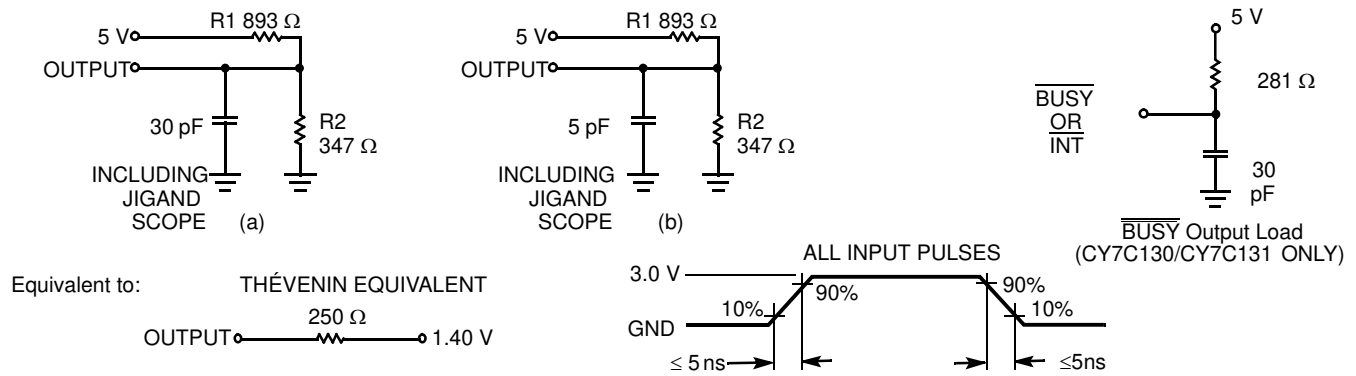 R1 893 Ω
5 V
OUTPUT
30 pF
R2
347 Ω
INCLUDING
JIGAND
SCOPE
(a)
R1 893 Ω
5 V
OUTPUT
5 pF
R2
347 Ω
INCLUDING
JIGAND
SCOPE
(b)
5 V
281 Ω
BUSY
OR
INT
30
pF
BUSY Output Load
(CY7C130/CY7C131 ONLY)
Equivalent to:
THÉVENIN EQUIVALENT
250 Ω
OUTPUT
1.40 V
ALL INPUT PULSES
3.0 V
90%
90%
10%
10%
GND
≤ 5 ns
≤5ns